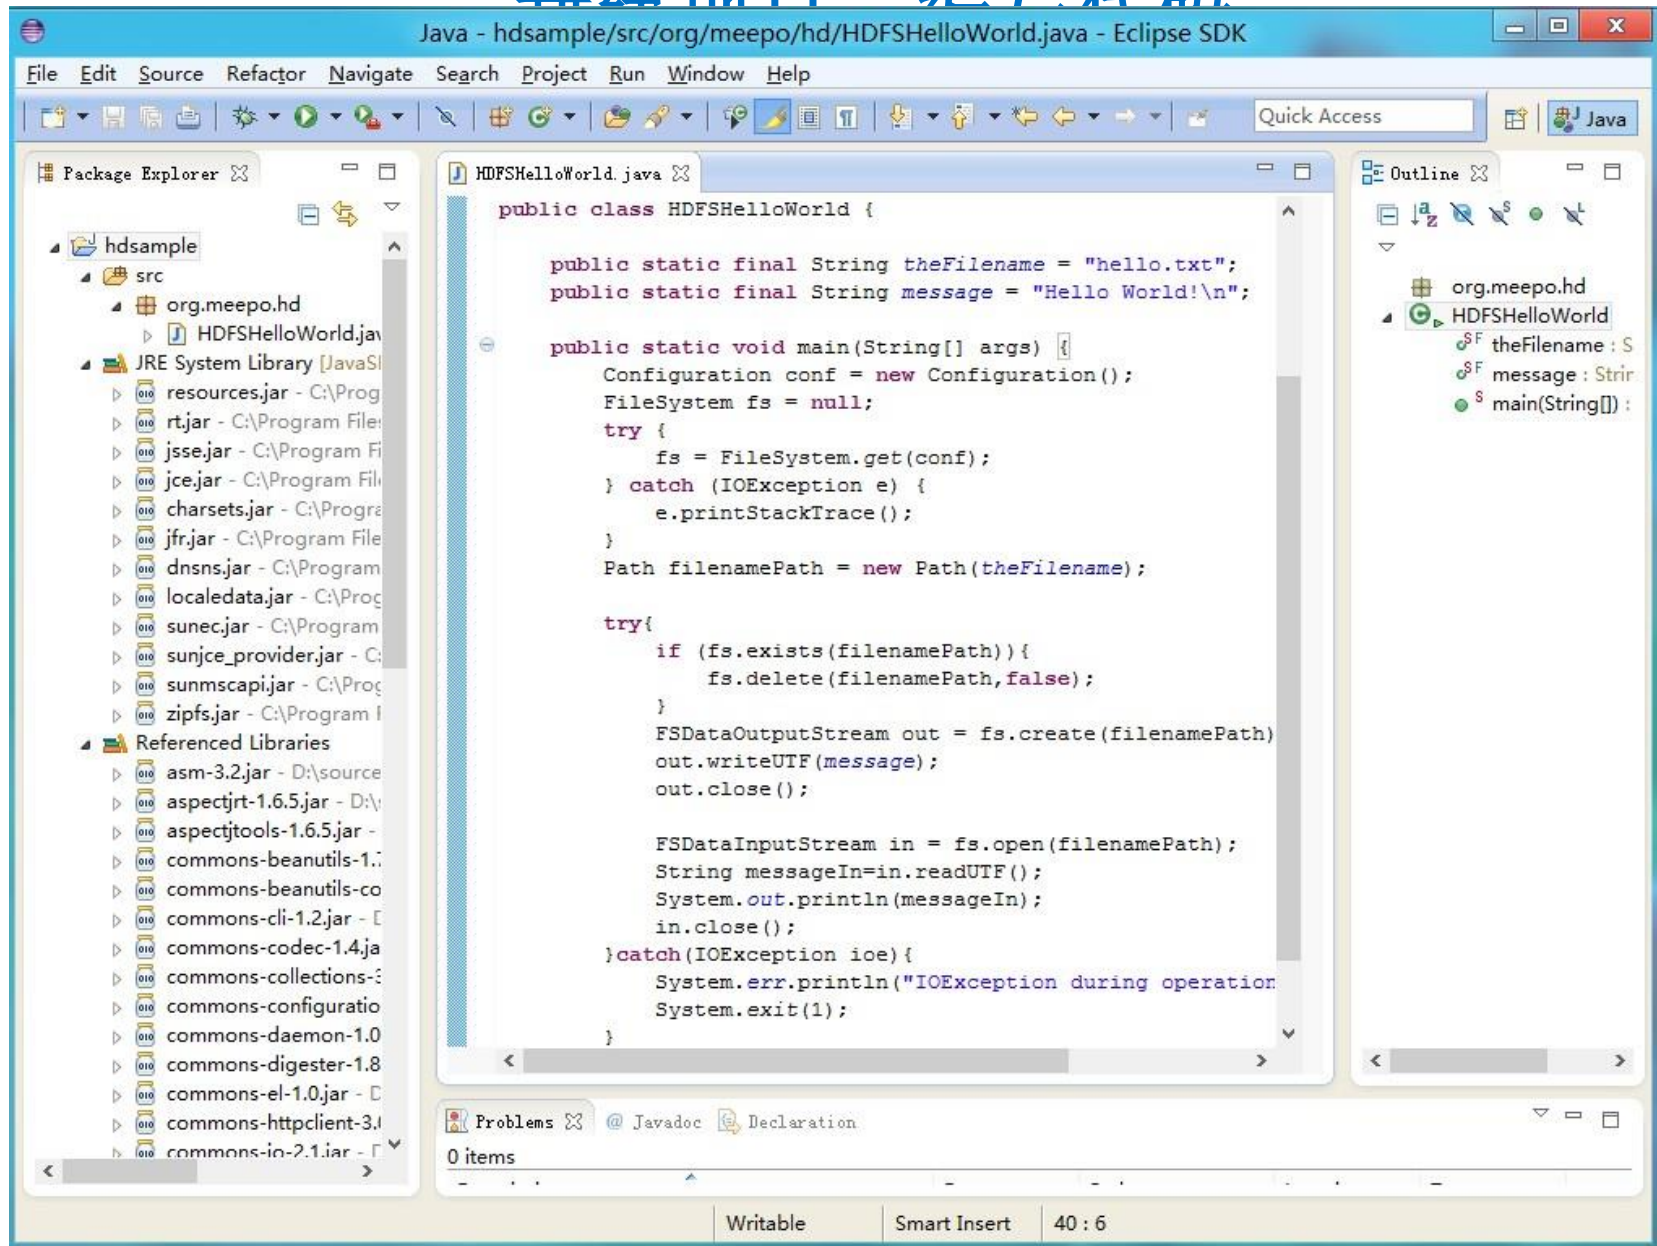 Java - hdsample/src/org/meepo/hd/HDFSHelloWorld.java - Eclipse SDK
File Edit Source Refactor Navigate Search Project Run Window Help
Quick Access
Java
Package Explorer
hdsample
src
org.meepo.hd
HDFSHelloWorld.jav
JRE System Library [JavaSE
resources.jar - C:\Prog
rt.jar - C:\Program File
jsse.jar - C:\Program Fi
jce.jar - C:\Program File
charsets.jar - C:\Progra
jfr.jar - C:\Program File
dnsns.jar - C:\Program
localedata.jar - C:\Prog
sunec.jar - C:\Program
sunjce_provider.jar - C:
sunmscapi.jar - C:\Prog
zipfs.jar - C:\Program F
Referenced Libraries
asm-3.2.jar - D:\source
aspectjrt-1.6.5.jar - D:\
aspectjtools-1.6.5.jar -
commons-beanutils-1.7
commons-beanutils-co
commons-cli-1.2.jar - D
commons-codec-1.4.ja
commons-collections-3
commons-configuratio
commons-daemon-1.0
commons-digester-1.8
commons-el-1.0.jar - D
commons-httpclient-3.
commons-io-2.1.jar - D
HDFSHelloWorld.java
public class HDFSHelloWorld {
public static final String theFilename = "hello.txt";
public static final String message = "Hello World!\n";
public static void main(String[] args) {
Configuration conf = new Configuration();
FileSystem fs = null;
try {
fs = FileSystem.get(conf);
} catch (IOException e) {
e.printStackTrace();
}
Path filenamePath = new Path(theFilename);
try{
if (fs.exists(filenamePath)){
fs.delete(filenamePath,false);
}
FSDataOutputStream out = fs.create(filenamePath)
out.writeUTF(message);
out.close();
FSDataInputStream in = fs.open(filenamePath);
String messageIn=in.readUTF();
System.out.println(messageIn);
in.close();
}catch(IOException ioe){
System.err.println("IOException during operation
System.exit(1);
}
Outline
org.meepo.hd
HDFSHelloWorld
theFilename : S
message : Strin
main(String[]) :
Problems @ Javadoc Declaration
0 items
Writable Smart Insert 40 : 6